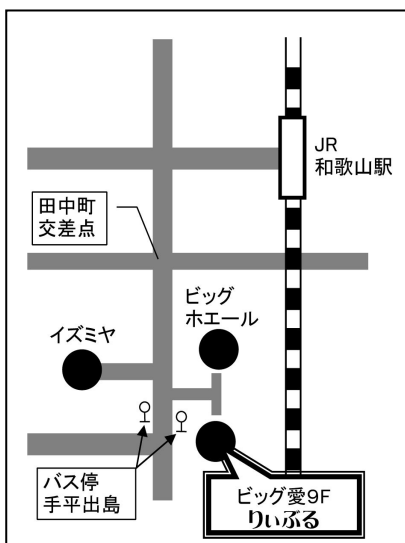 JR
和歌山駅
田中町
交差点
ビッグ
ホエール
イズミヤ
バス停
手平出島
ビッグ愛9F
りぃぶる